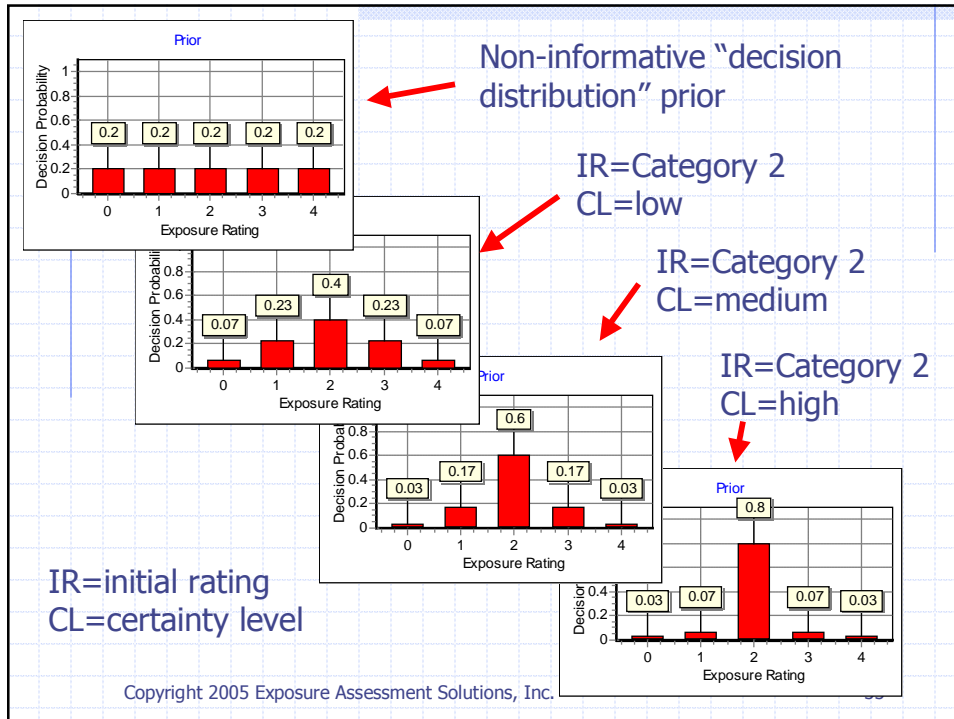 Prior
Decision Probability
1
0.8
0.6
0.4
0.2
0
0.2 0.2 0.2 0.2 0.2
0 1 2 3 4
Exposure Rating
Non-informative “decision
distribution” prior
IR=Category 2
CL=low
Decision Probability
0.8
0.6
0.4
0.2
0
0.07 0.23 0.4 0.23 0.07
0 1 2 3 4
Exposure Rating
IR=Category 2
CL=medium
Prior
Decision
0.8
0.6
0.4
0.2
0
0.03 0.17 0.6 0.17 0.03
0 1 2 3 4
Exposure Rating
IR=Category 2
CL=high
Prior
Decision
0.4
0.2
0
0.03 0.07 0.8 0.07 0.03
0 1 2 3 4
Exposure Rating
IR=initial rating
CL=certainty level
Copyright 2005 Exposure Assessment Solutions, Inc.